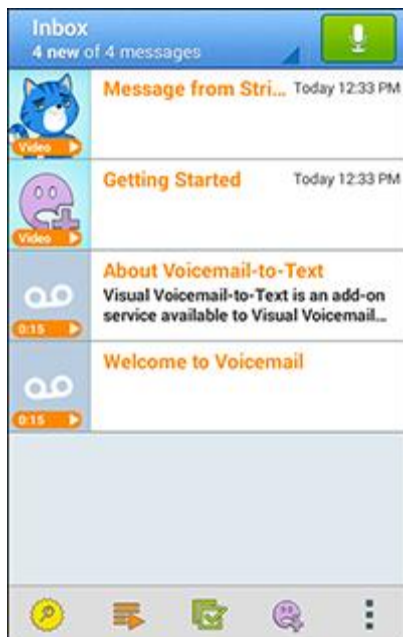 Inbox
4 new of 4 messages
Message from Stri... Today 12:33 PM
Video
Getting Started Today 12:33 PM
Video
About Voicemail-to-Text
Visual Voicemail-to-Text is an add-on
service available to Visual Voicemail...
0:15
Welcome to Voicemail
0:15